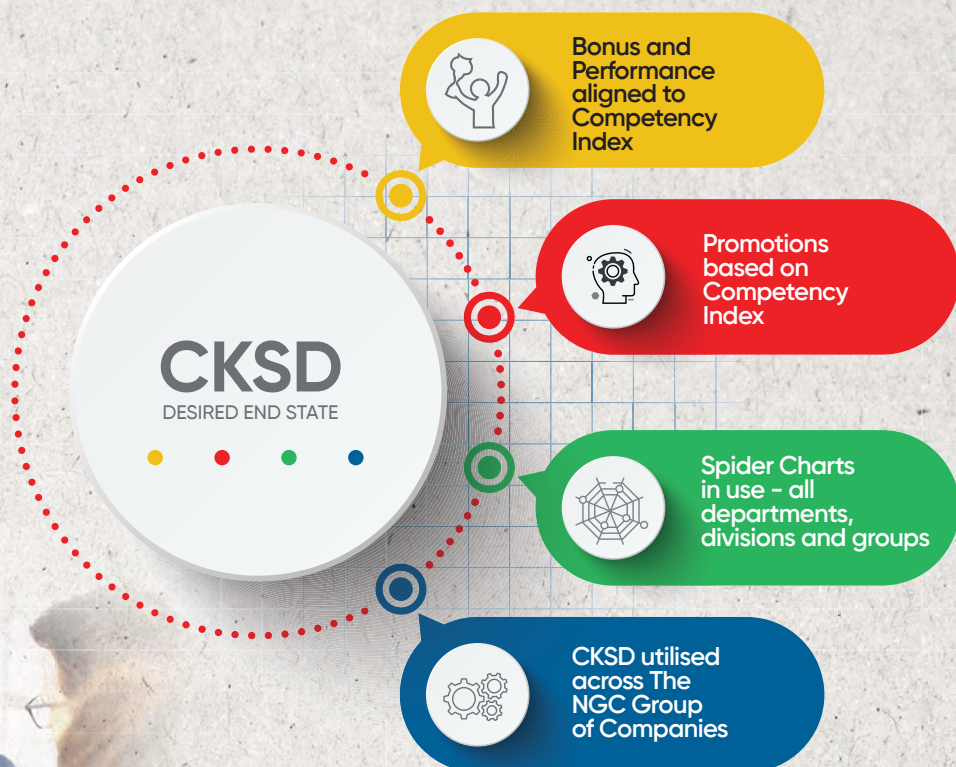 Bonus and
Performance
aligned to
Competency
Index
Promotions
based on
Competency
Index
CKSD
DESIRED END STATE
Spider Charts
in use - all
departments,
divisions and groups
CKSD utilised
across The
NGC Group
of Companies